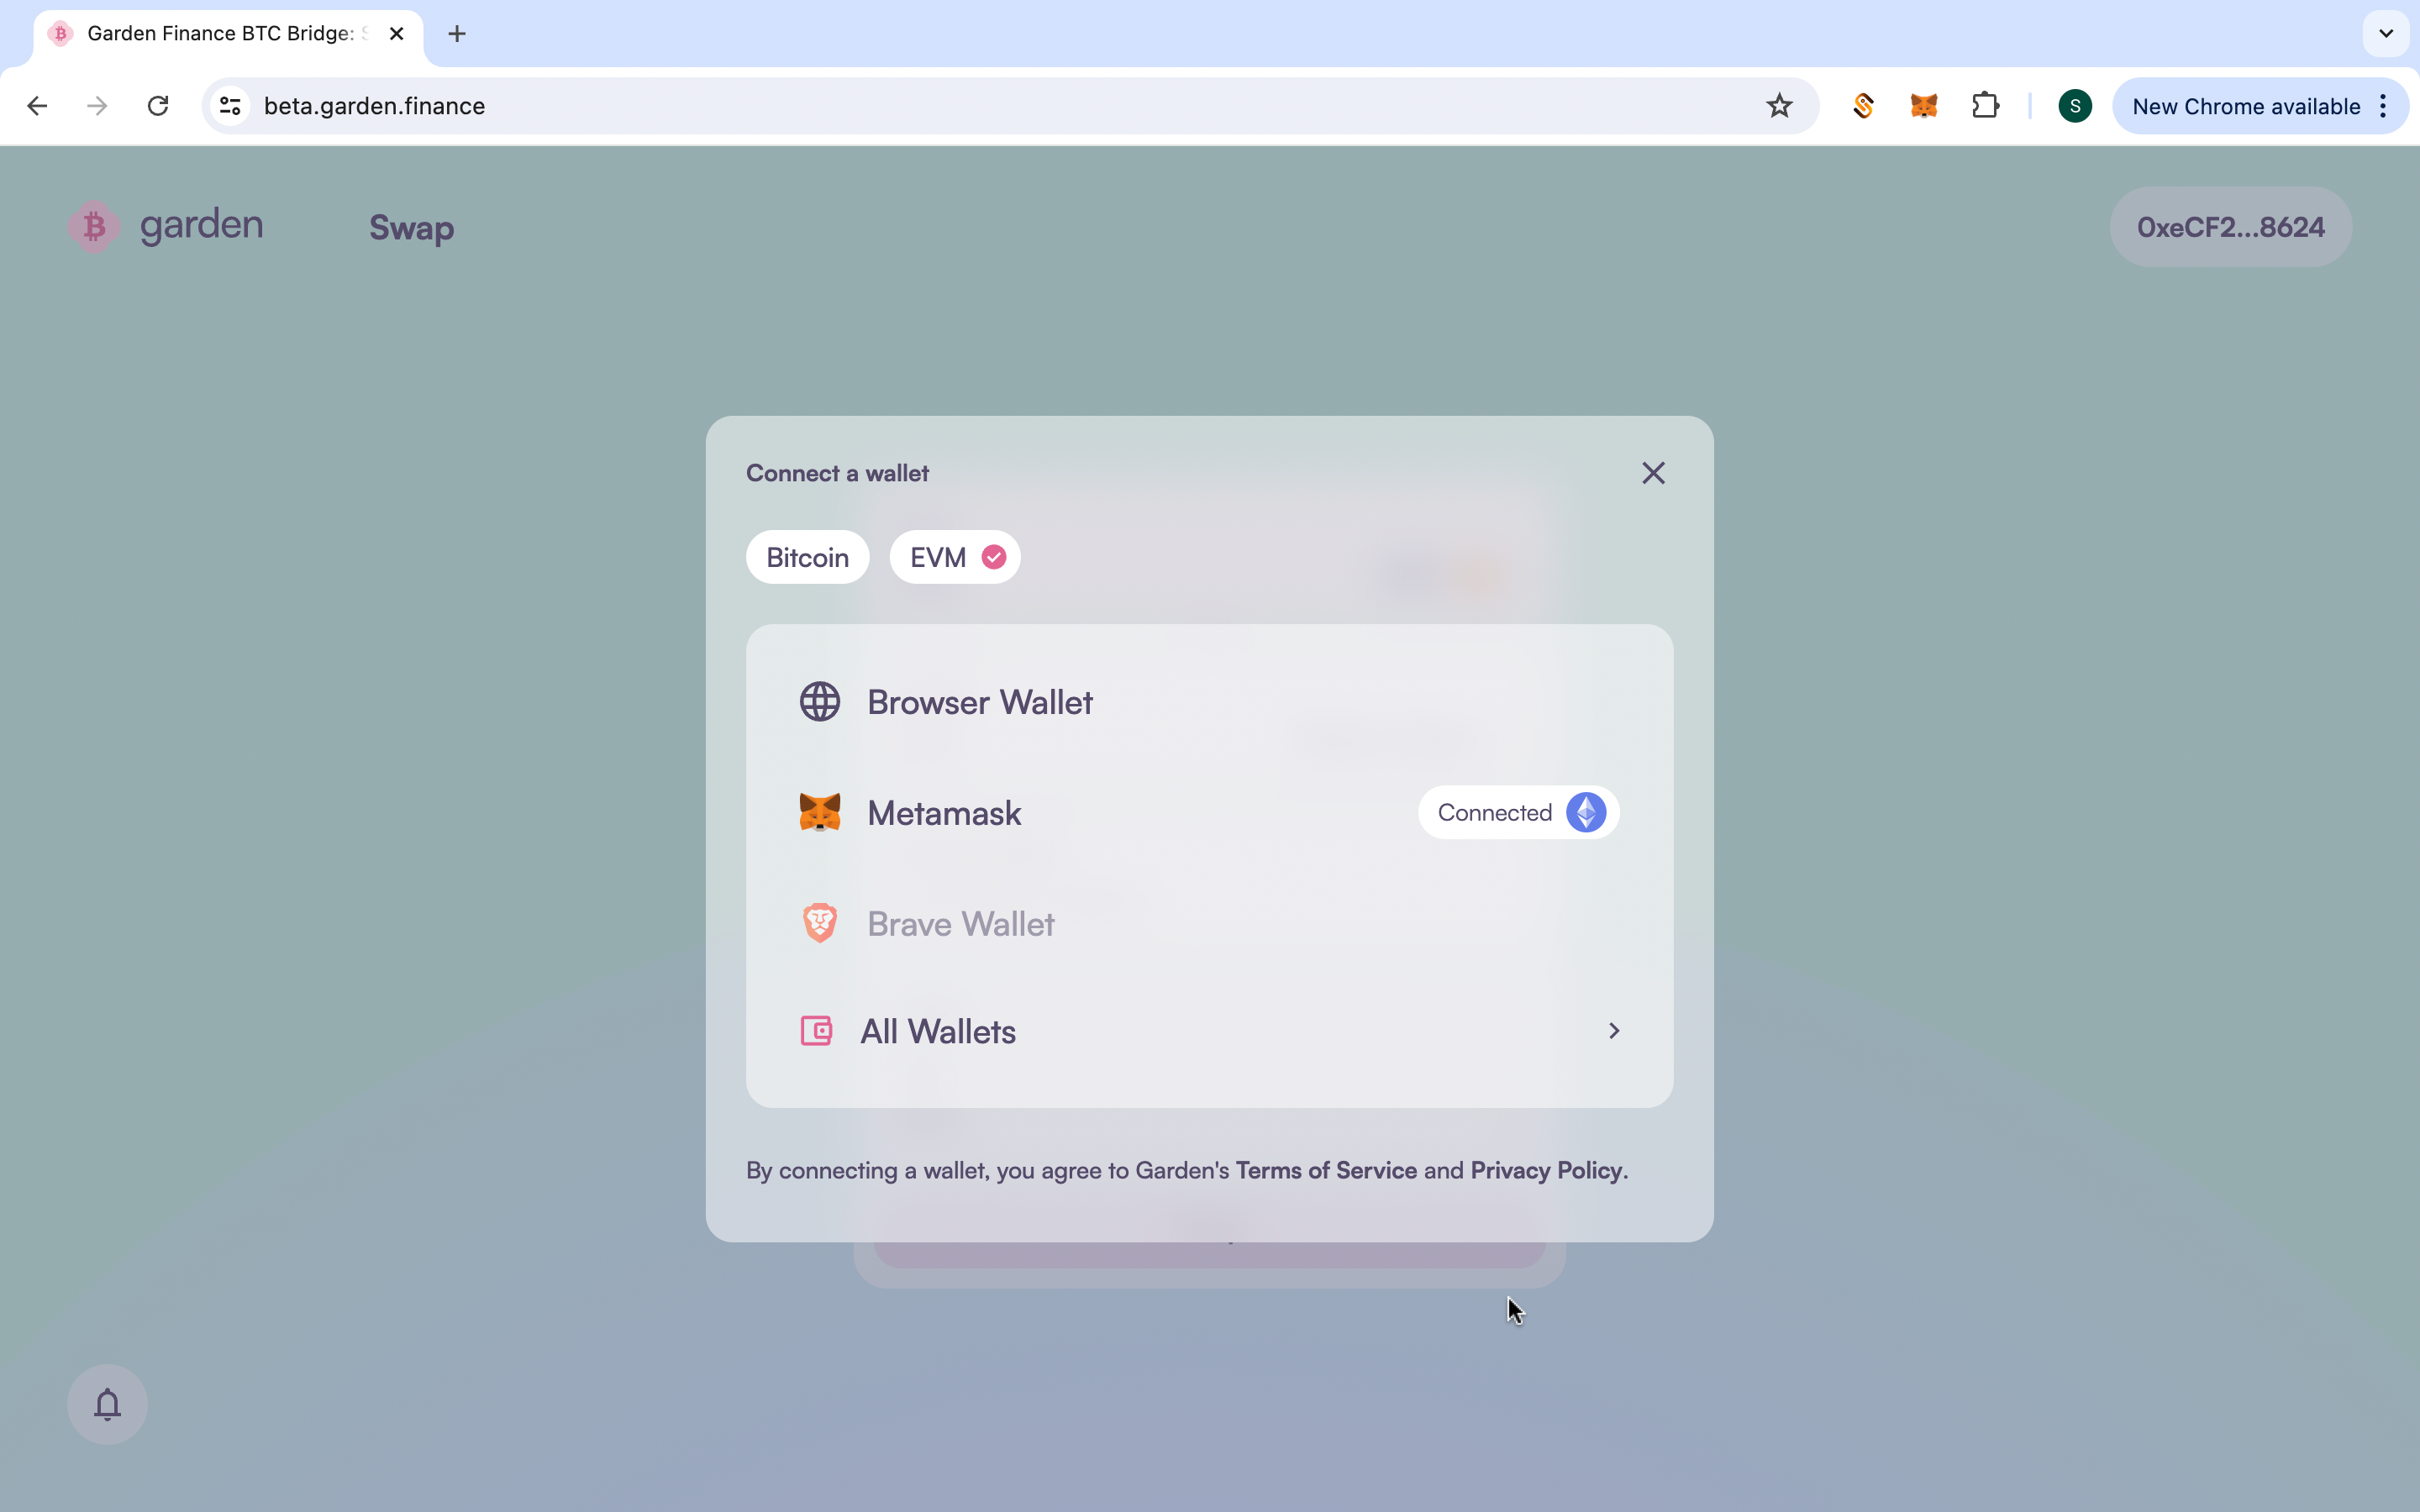 Garden Finance BTC Bridge:
beta.garden.finance
S
New Chrome available
garden
Swap
0xeCF2...8624
Connect a wallet
Bitcoin
EVM
Browser Wallet
Metamask
Connected
Brave Wallet
All Wallets
By connecting a wallet, you agree to Garden's Terms of Service and Privacy Policy.